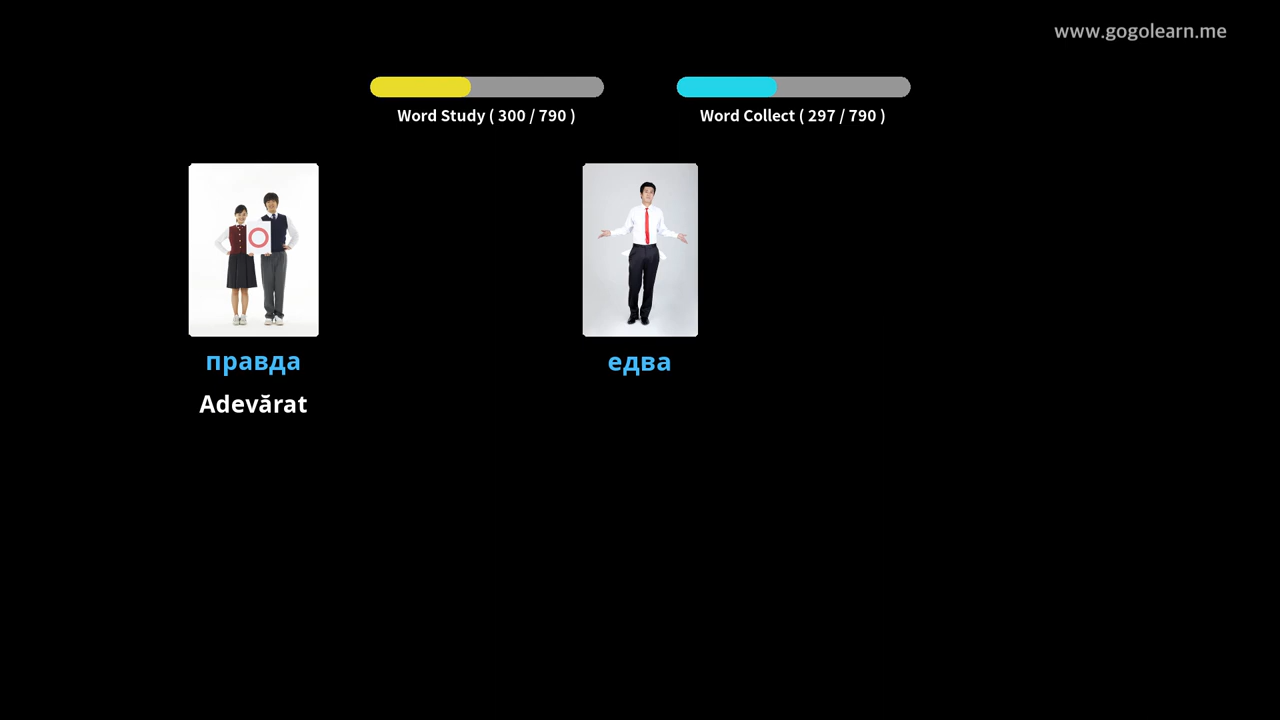 www.gogolearn.me
Word Study ( 300 / 790 )
Word Collect ( 297 / 790 )
правда
едва
Adevărat